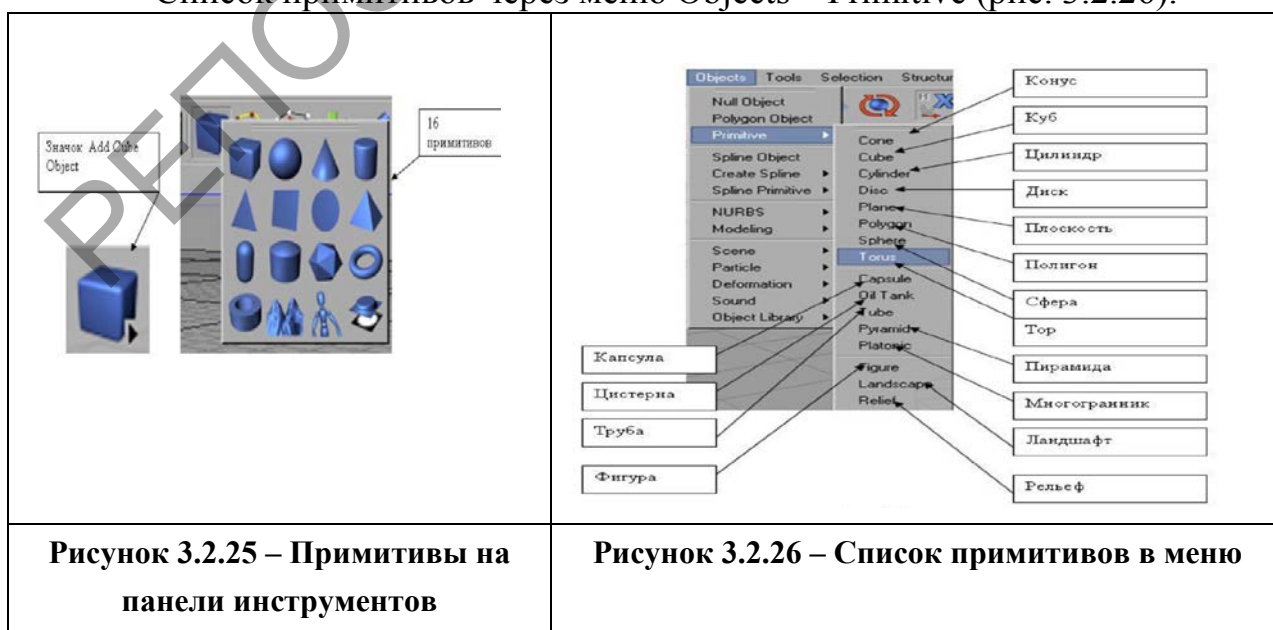 Список примитивов через меню Objects – Primitive (рис. 3.2.26).
РЕПО
Значок Add Cube
Object
16
примитивов
Objects Tools Selection Structur
Null Object
Polygon Object
Primitive
Spline Object
Create Spline
Spline Primitive
NURBS
Modeling
Scene
Particle
Deformation
Sound
Object Library
Cone
Cube
Cylinder
Disc
Plane
Polygon
Sphere
Torus
Capsule
Oil Tank
Tube
Pyramid
Platonic
Figure
Landscape
Relief
Конус
Куб
Цилиндр
Диск
Плоскость
Полигон
Сфера
Тор
Пирамида
Многогранник
Ландшафт
Рельеф
Капсула
Цистерна
Труба
Фигура
Рисунок 3.2.25 – Примитивы на
панели инструментов
Рисунок 3.2.26 – Список примитивов в меню